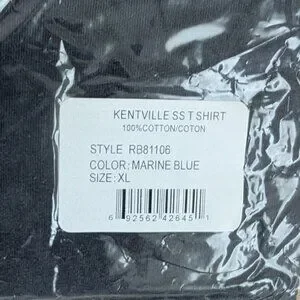 KENTVILLE SS T SHIRT
100%COTTON/COTON
STYLE RB81106
COLOR: MARINE BLUE
SIZE: XL
6 92562 42645 1